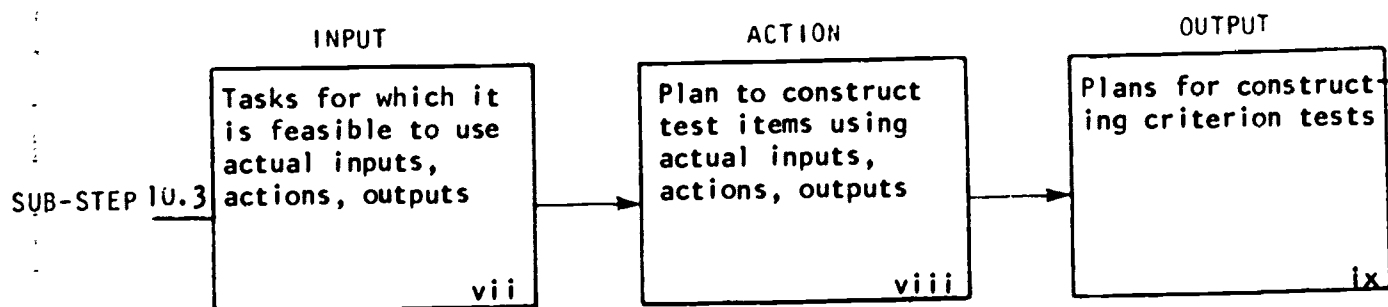 INPUT
ACTION
OUTPUT
Tasks for which it
is feasible to use
actual inputs,
actions, outputs
vii
Plan to construct
test items using
actual inputs,
actions, outputs
viii
Plans for construct-
ing criterion tests
ix
SUB-STEP 10.3